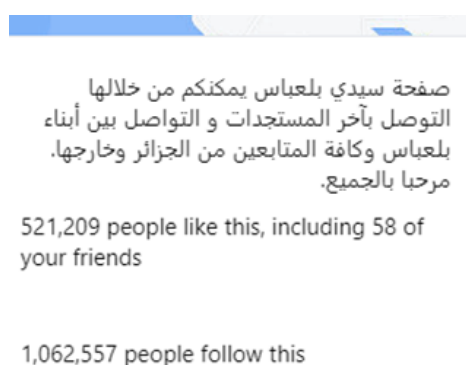 صفحة سيدي بلعباس يمكنكم من خلالها
التوصل بآخر المستجدات و التواصل بين أبناء
بلعباس وكافة المتابعين من الجزائر وخارجها.
مرحبا بالجميع.
521,209 people like this, including 58 of
your friends
1,062,557 people follow this